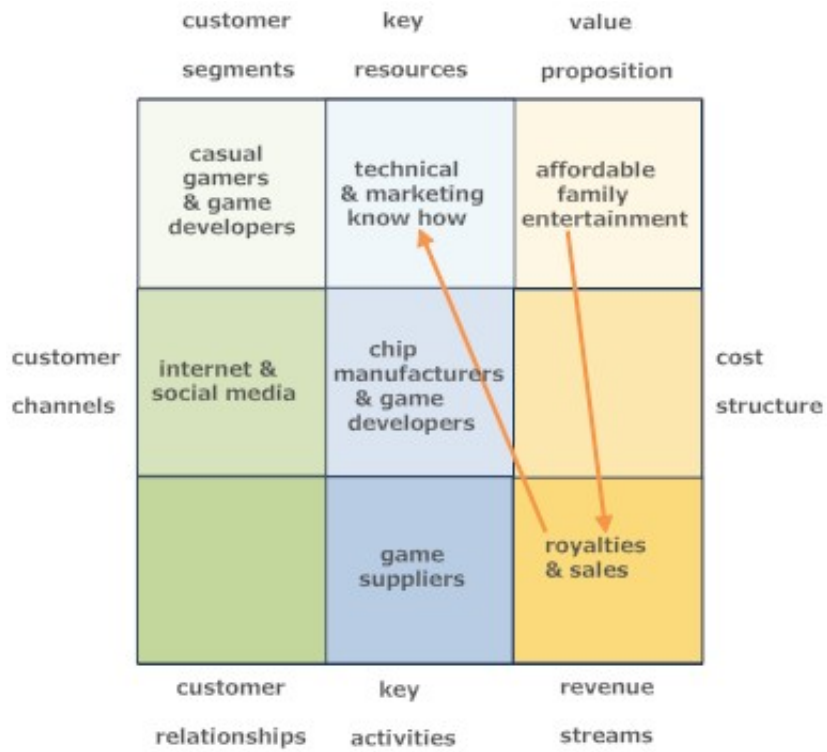 customer key value
segments resources proposition
casual
gamers
& game
developers
technical
& marketing
know how
affordable
family
entertainment
customer
channels
internet &
social media
chip
manufacturers
& game
developers
cost
structure
game
suppliers
royalties
& sales
customer key revenue
relationships activities streams